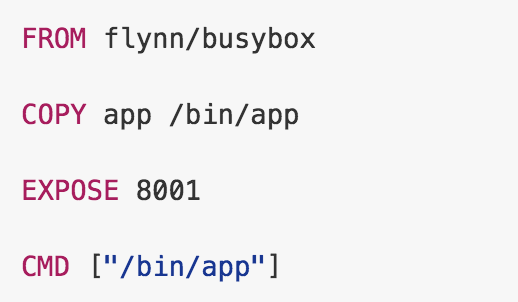 FROM flynn/busybox
COPY app /bin/app
EXPOSE 8001
CMD ["/bin/app"]